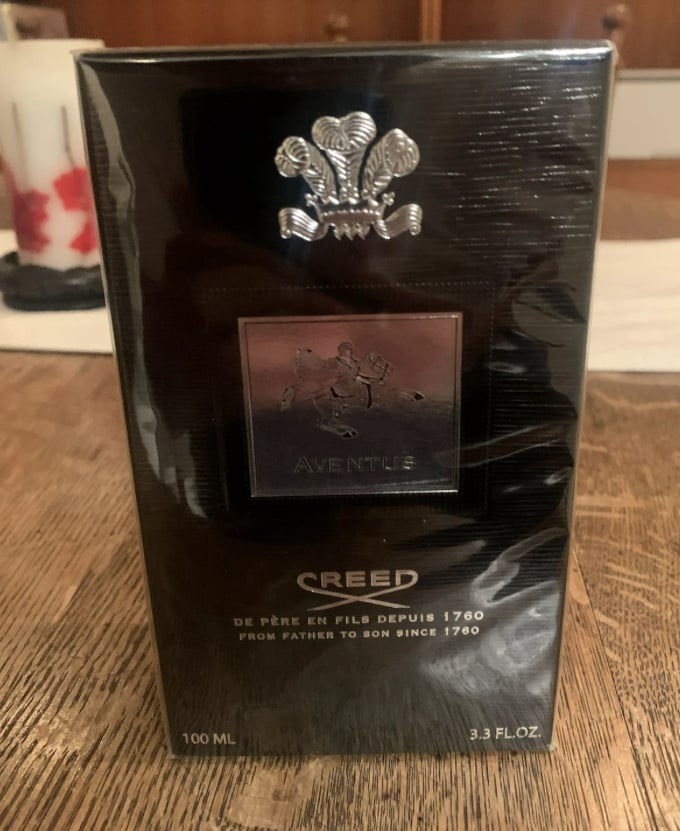 AVENTUS
CREED
DE PÈRE EN FILS DEPUIS 1760
FROM FATHER TO SON SINCE 1760
100 ML
3.3 FL.OZ.